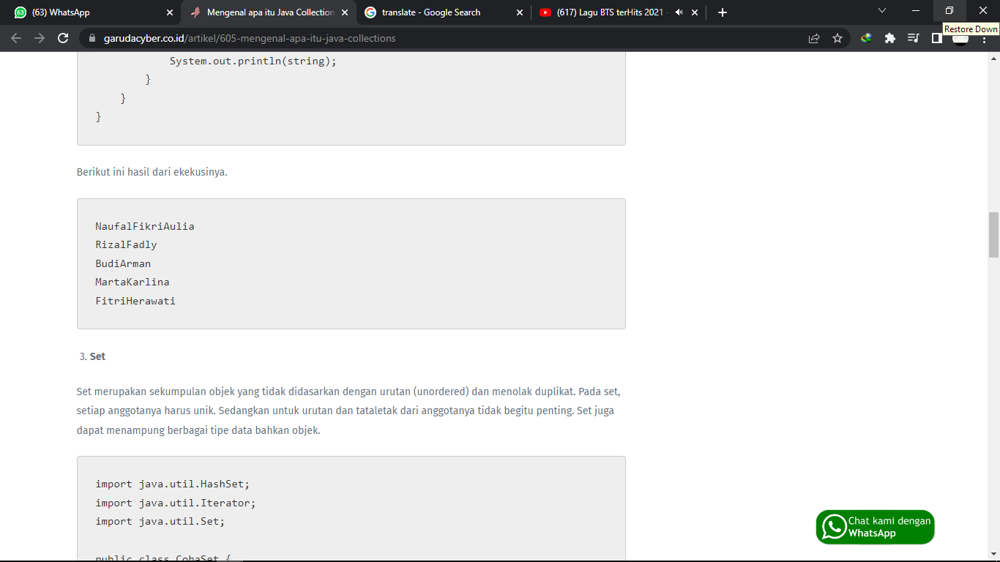 (63) WhatsApp
Mengenal apa itu Java Collection
translate - Google Search
(617) Lagu BTS terHits 2021 -
Restore Down
garudacyber.co.id/artikel/605-mengenal-apa-itu-java-collections
System.out.println(string);
}
}
}
Berikut ini hasil dari ekekusinya.
NaufalFikriAulia
RizalFadly
BudiArman
MartaKarlina
FitriHerawati
3. Set
Set merupakan sekumpulan objek yang tidak didasarkan dengan urutan (unordered) dan menolak duplikat. Pada set,
setiap anggotanya harus unik. Sedangkan untuk urutan dan tataletak dari anggotanya tidak begitu penting. Set juga
dapat menampung berbagai tipe data bahkan objek.
import java.util.HashSet;
import java.util.Iterator;
import java.util.Set;
public class CobaSet {
Chat kami dengan
WhatsApp